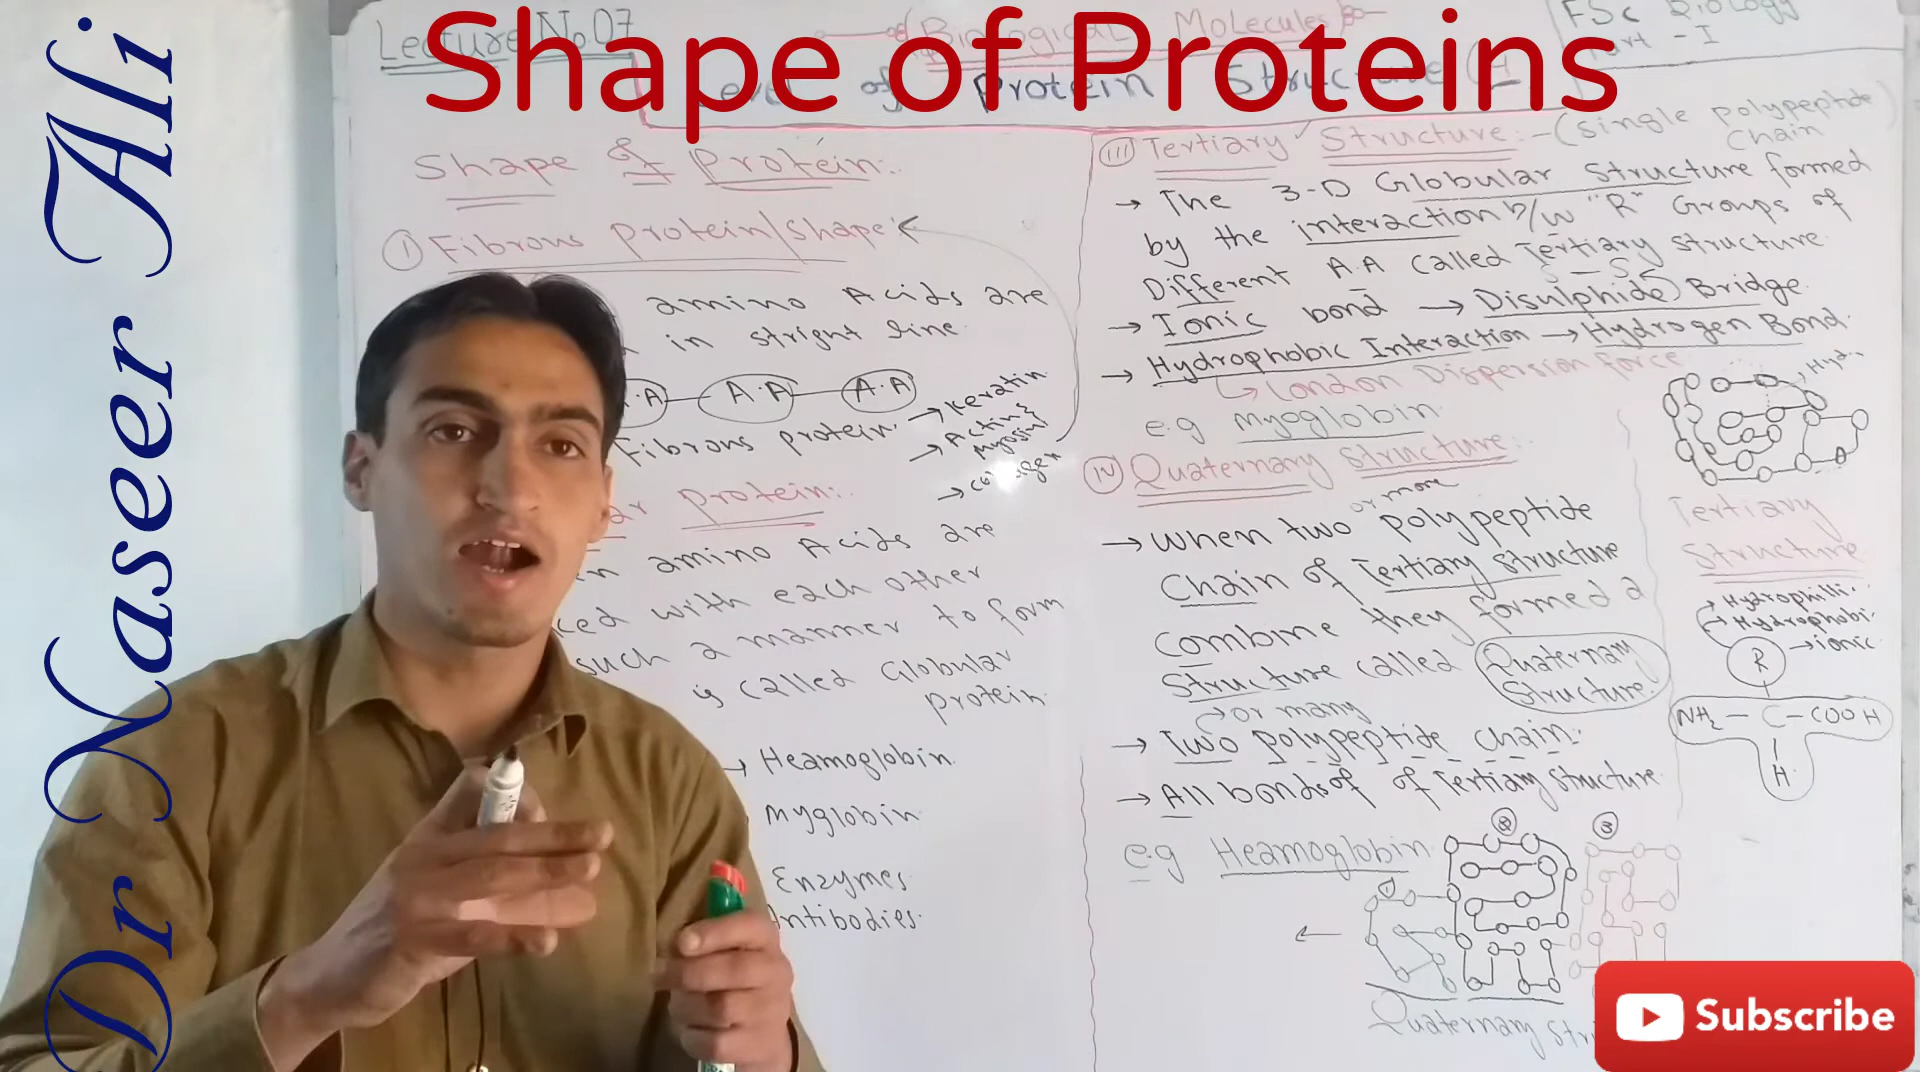 Shape of Proteins
Dr Naseer Ali
Lecture No.07
Biological Molecules
FSc Biology
Part - I
Level of Protein Structure
Shape of Protein:.
① Fibrous protein/shape
amino Acids are
in stright line.
A.A A.A A.A
Fibrous protein.
→ Keratin
→ Actin &
Myosin
protein:.
amino Acids are
with each other
such a manner to form
is called Globular
protein.
→ Heamoglobin.
Myglobin.
Enzymes.
Antibodies.
(iii) Tertiary Structure:-(single polypeptide
Chain
→ The 3-D Globular Structure formed
by the interaction b/w "R" Groups of
Different A.A called Tertiary structure.
S – S
→ Ionic bond → Disulphide Bridge.
→ Hydrophobic Interaction → Hydrogen Bond.
London Dispersion force
e.g Myoglobin.
(iv) Quaternary Structure:.
or more
→ When two polypeptide
Chain of Tertiary Structure
Combine they formed a
Structure called Quaternary
Structure.
or many
→ Two polypeptide chain:.
→ All bonds of of Tertiary Structure.
e.g Heamoglobin
① ② ③
Tertiary
Structure
→ Hydrophilli.
→ Hydrophobi.
R → ionic
NH₂ – C – COOH
H
Subscribe